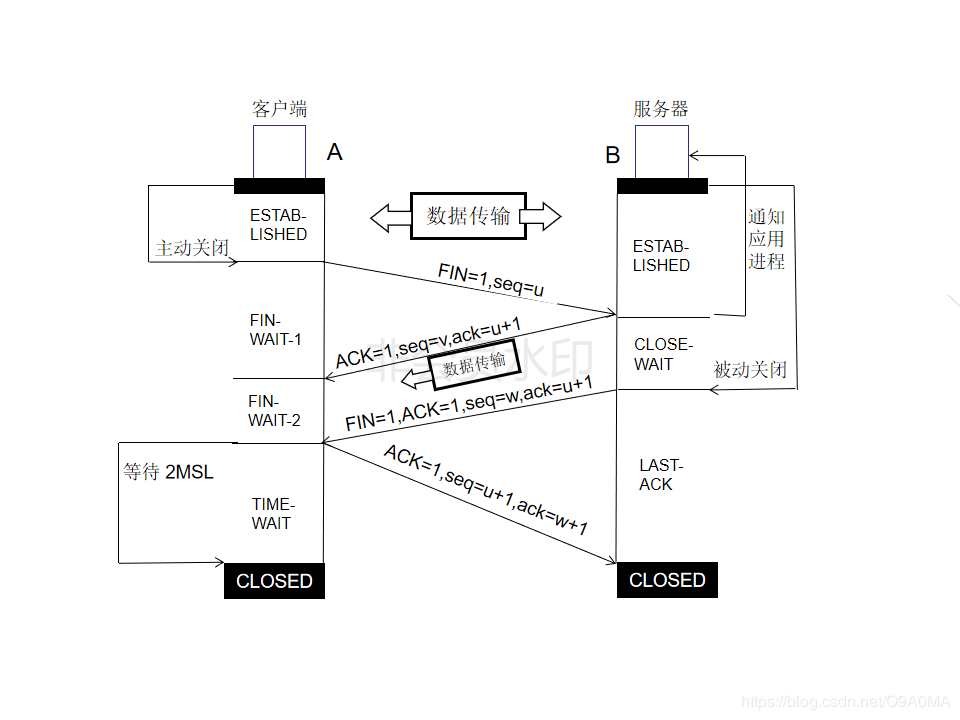 客户端
服务器
A
B
数据传输
ESTAB-
LISHED
主动关闭
ESTAB-
LISHED
通知
应用
进程
FIN=1,seq=u
FIN-
WAIT-1
ACK=1,seq=v,ack=u+1
数据传输
CLOSE-
WAIT
被动关闭
FIN-
WAIT-2
FIN=1,ACK=1,seq=w,ack=u+1
等待 2MSL
TIME-
WAIT
ACK=1,seq=u+1,ack=w+1
LAST-
ACK
CLOSED
CLOSED
https://blog.csdn.net/O9A0MA